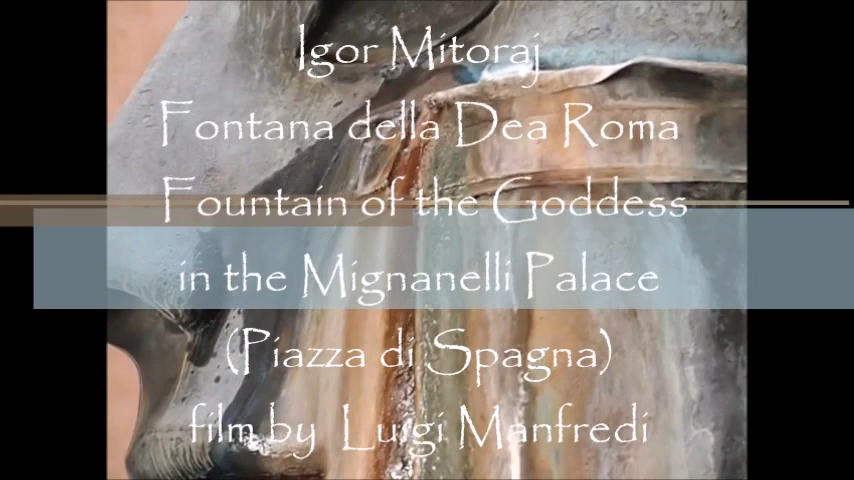 Igor Mitoraj
Fontana della Dea Roma
Fountain of the Goddess
in the Mignanelli Palace
(Piazza di Spagna)
film by Luigi Manfredi